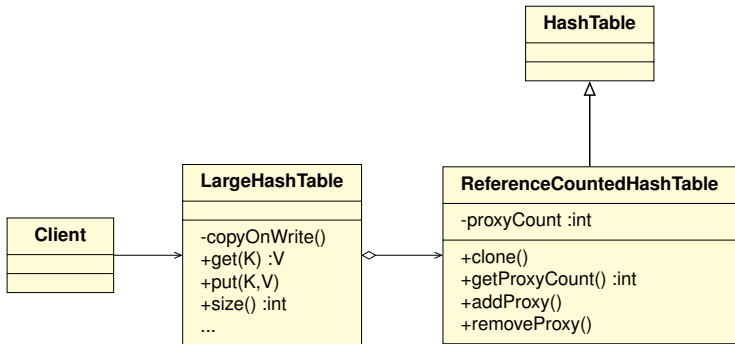 HashTable
LargeHashTable
-copyOnWrite()
+get(K) :V
+put(K,V)
+size() :int
...
ReferenceCountedHashTable
-proxyCount :int
+clone()
+getProxyCount() :int
+addProxy()
+removeProxy()
Client